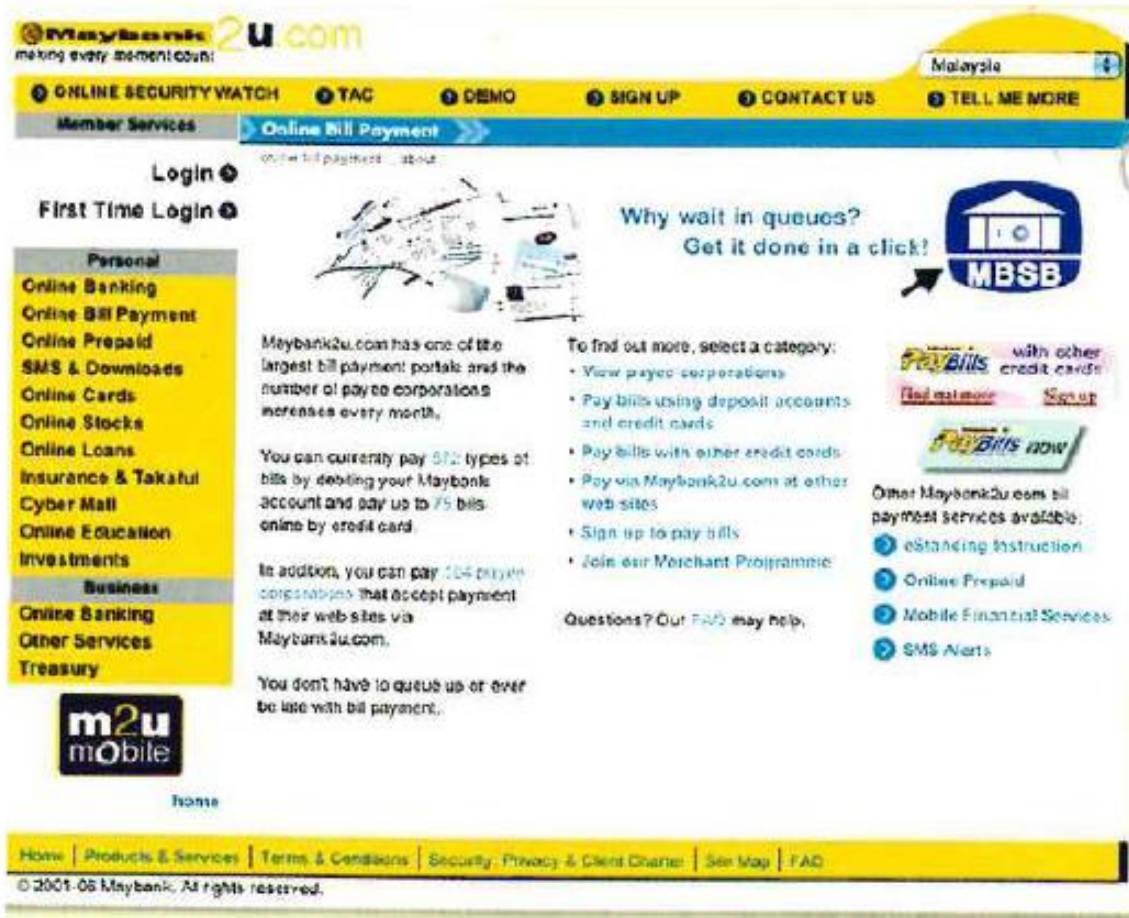 Maybank 2u.com
making every moment count
Malaysia
ONLINE SECURITY WATCH
TAC
DEMO
SIGN UP
CONTACT US
TELL ME MORE
Member Services
Login
First Time Login
Personal
Online Banking
Online Bill Payment
Online Prepaid
SMS & Downloads
Online Cards
Online Stocks
Online Loans
Insurance & Takaful
Cyber Mall
Online Education
Investments
Business
Online Banking
Other Services
Treasury
m2u
mobile
home
Online Bill Payment
online bill payment about
Why wait in queues?
Get it done in a click!
MBSB
Maybank2u.com has one of the
largest bill payment portals and the
number of payee corporations
increases every month.
You can currently pay types of
bills by debiting your Maybank
account and pay up to 75 bills
online by credit card.
In addition, you can pay payee
corporations that accept payment
at their web sites via
Maybank2u.com.
You don't have to queue up or ever
be late with bill payment.
To find out more, select a category:
• View payee corporations
• Pay bills using deposit accounts
and credit cards
• Pay bills with other credit cards
• Pay via Maybank2u.com at other
web sites
• Sign up to pay bills
• Join our Merchant Programme
Questions? Our FAQ may help.
PayBills with other
credit cards
Find out more Sign up
PayBills now
Other Maybank2u.com bil
payment services available:
eStanding Instruction
Online Prepaid
Mobile Financial Services
SMS Alerts
Home | Products & Services | Terms & Conditions | Security, Privacy & Client Charter | Site Map | FAQ
© 2001-06 Maybank. All rights reserved.